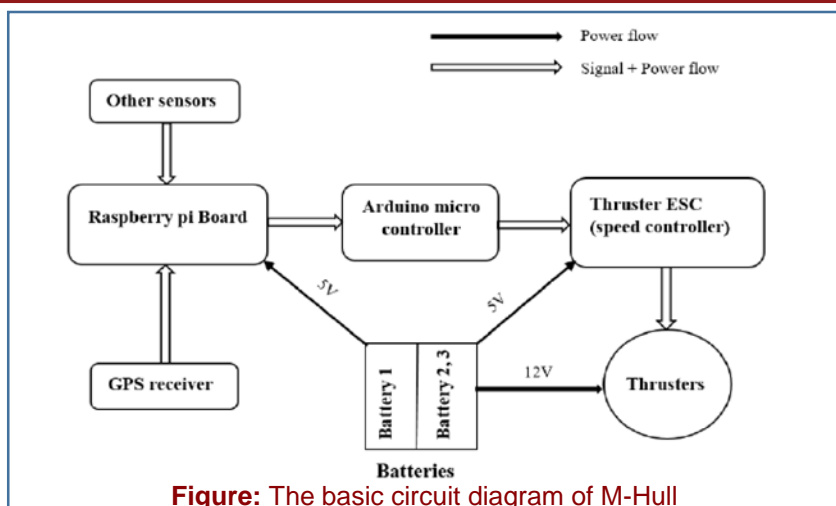 Power flow
Signal + Power flow
Other sensors
Raspberry pi Board
Arduino micro
controller
Thruster ESC
(speed controller)
5V
5V
GPS receiver
Battery 1
Battery 2, 3
12V
Thrusters
Batteries
Figure: The basic circuit diagram of M-Hull